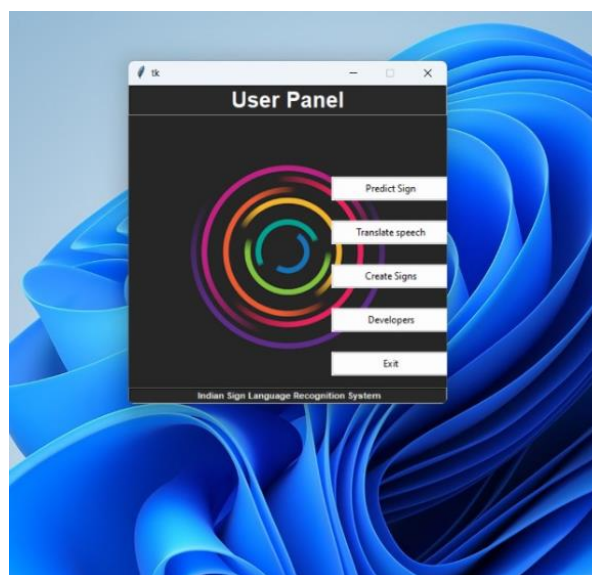 tk
User Panel
Predict Sign
Translate speech
Create Signs
Developers
Exit
Indian Sign Language Recognition System